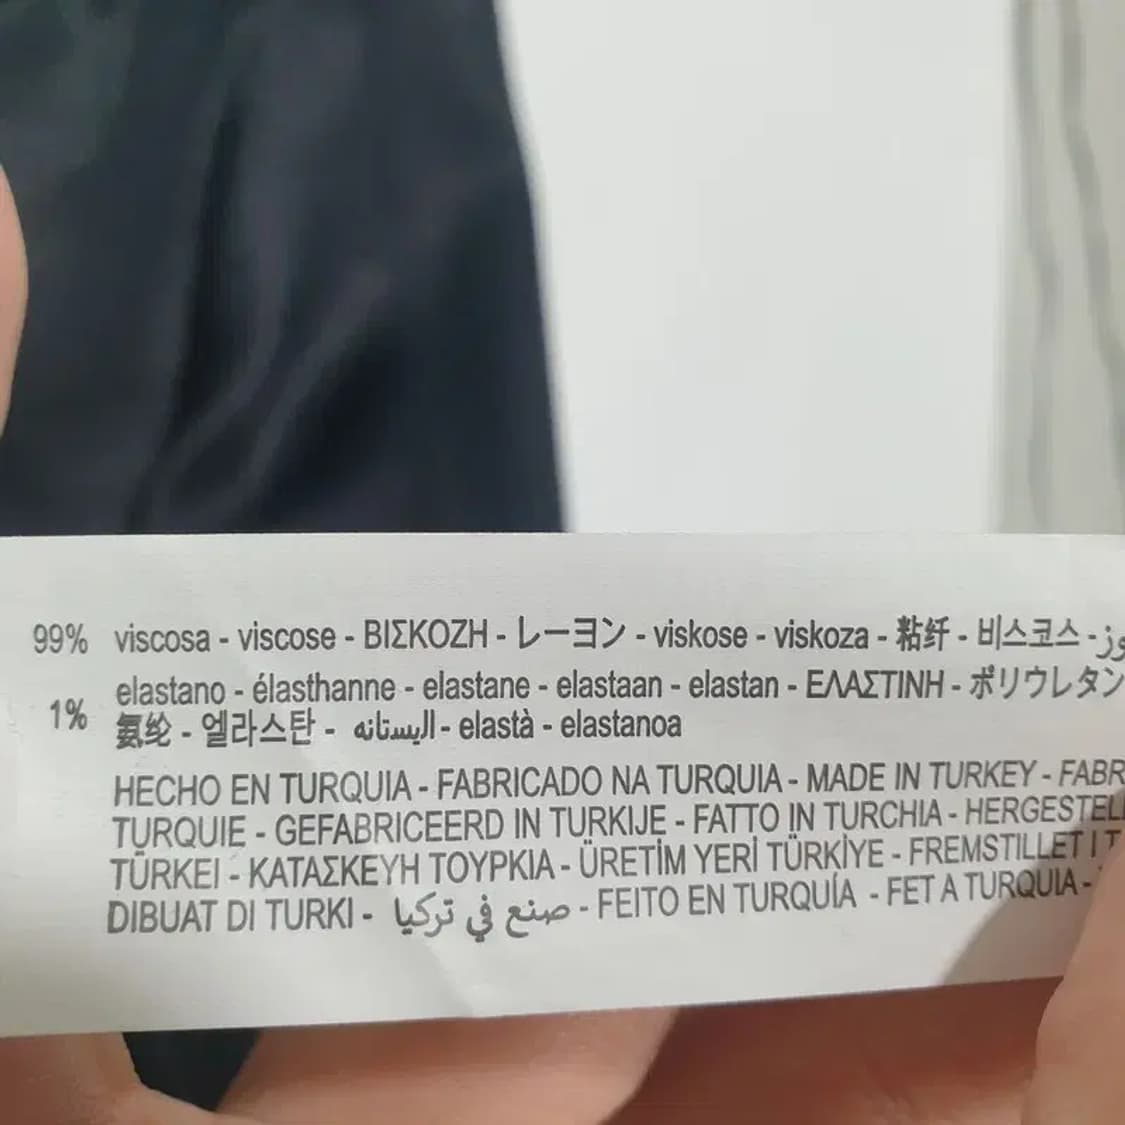 99% viscosa - viscose - ΒΙΣΚΟΖΗ - レーヨン - viskose - viskoza - 粘纤 - 비스코스 -
1% elastano - élasthanne - elastane - elastaan - elastan - ΕΛΑΣΤΙΝΗ - ポリウレタン
氨纶 - 엘라스탄 - اليستانه - elastà - elastanoa
HECHO EN TURQUIA - FABRICADO NA TURQUIA - MADE IN TURKEY - FABR
TURQUIE - GEFABRICEERD IN TURKIJE - FATTO IN TURCHIA - HERGESTEL
TÜRKEI - ΚΑΤΑΣΚΕΥΗ ΤΟΥΡΚΙΑ - ÜRETİM YERİ TÜRKİYE - FREMSTILLET I T
DIBUAT DI TURKI - صنع في تركيا - FEITO EN TURQUÍA - FET A TURQUIA -